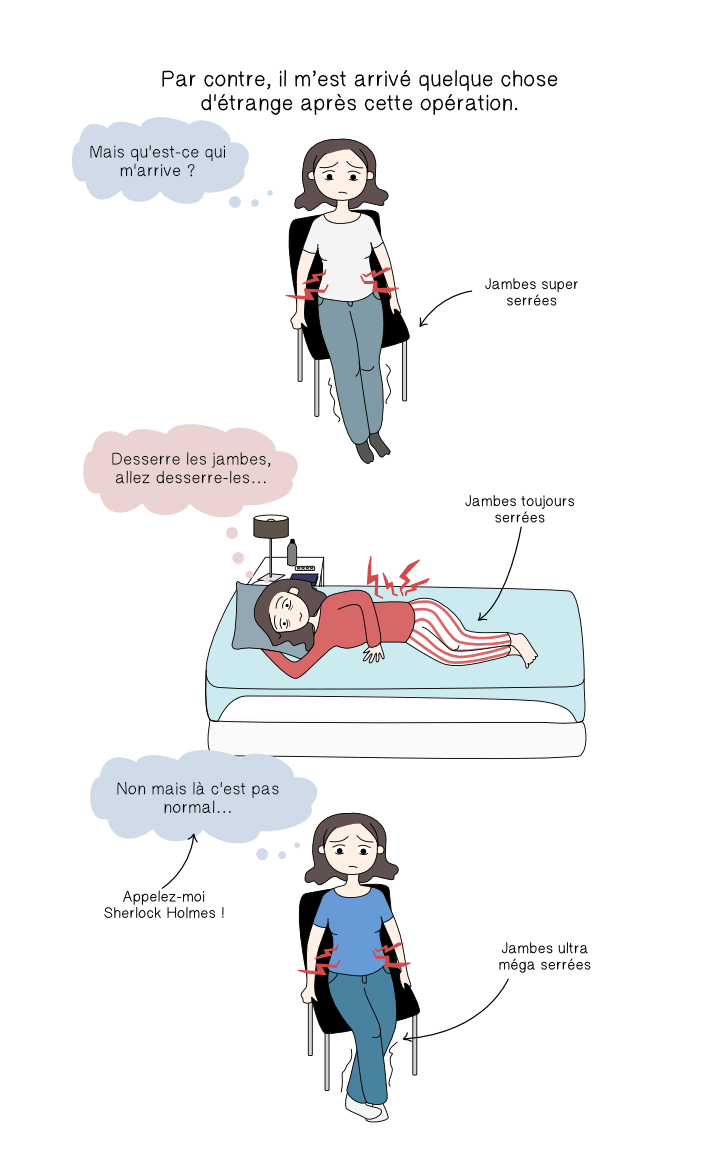 Par contre, il m’est arrivé quelque chose
d'étrange après cette opération.
Mais qu'est-ce qui
m'arrive ?
Jambes super
serrées
Desserre les jambes,
allez desserre-les...
Jambes toujours
serrées
Non mais là c'est pas
normal...
Appelez-moi
Sherlock Holmes !
Jambes ultra
méga serrées